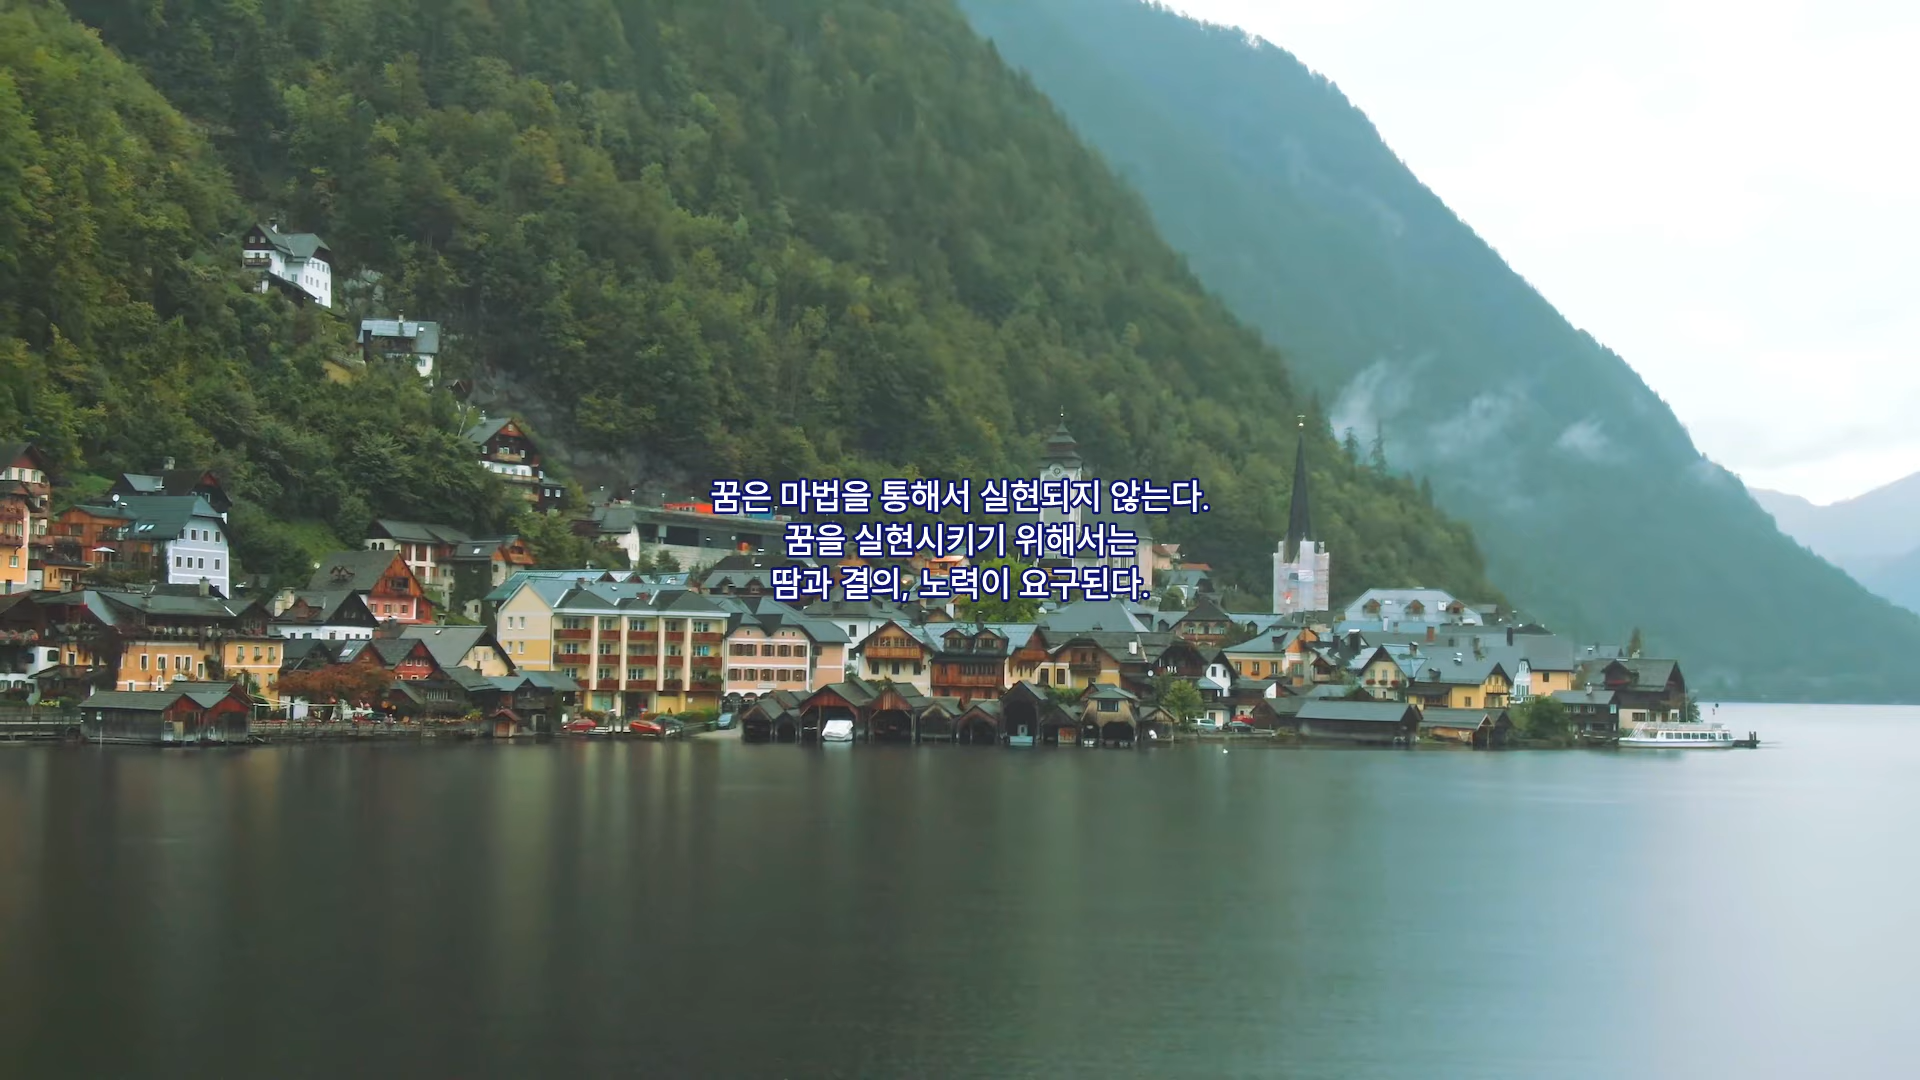 꿈은 마법을 통해서 실현되지 않는다.
꿈을 실현시키기 위해서는
땀과 결의, 노력이 요구된다.